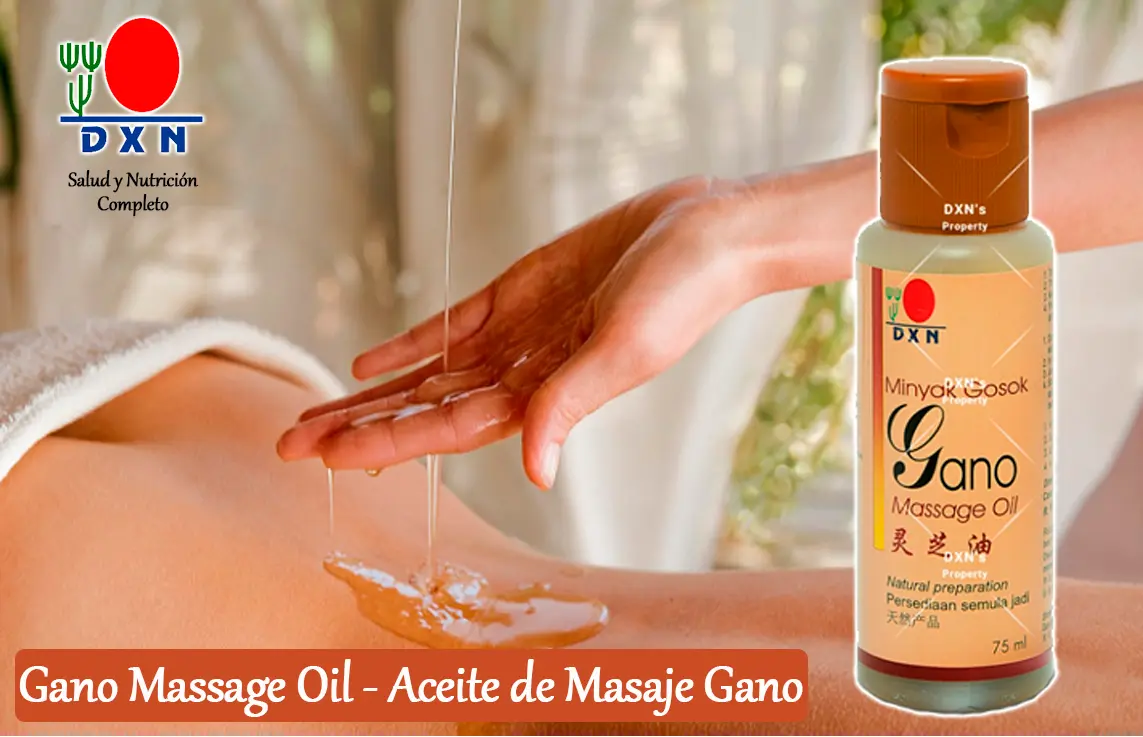 DXN
Salud y Nutrición
Completo
DXN's
Property
DXN
Minyak Gosok
DXN's
Property
Gano
Massage Oil
灵芝油
DXN's
Property
Natural preparation
Persediaan semula jadi
天然产品
75 ml
Gano Massage Oil - Aceite de Masaje Gano